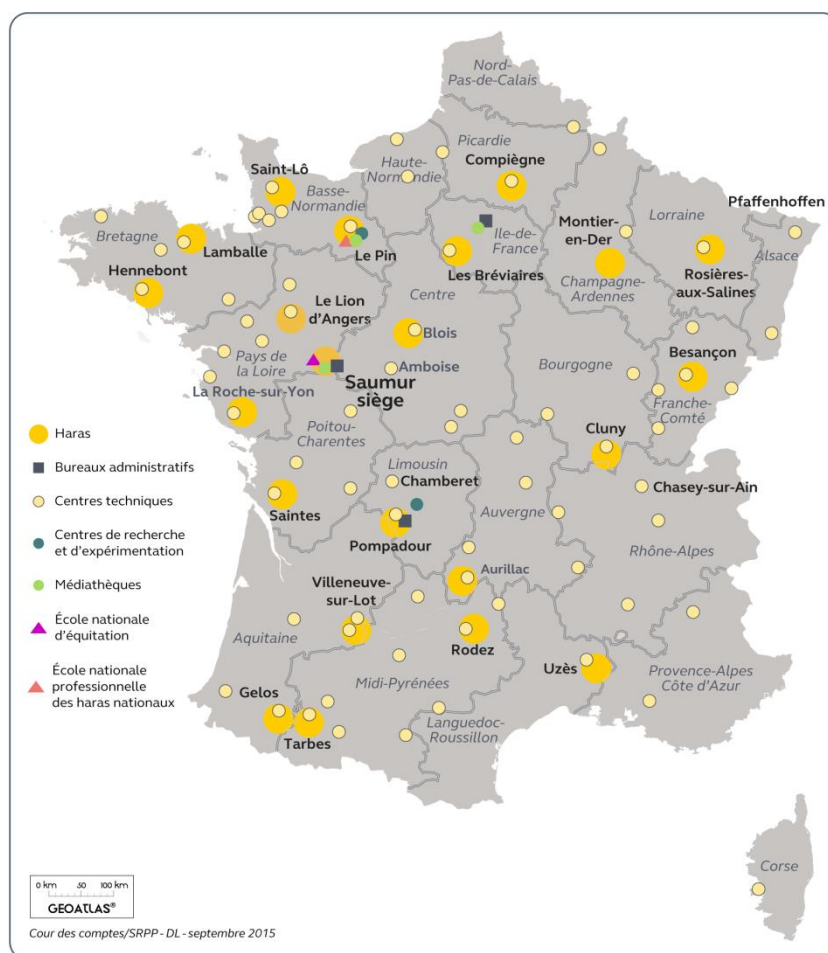 Nord-
Pas-de-Calais
Picardie
Haute-
Normandie
Compiègne
Saint-Lô
Basse-
Normandie
Pfaffenhoffen
Lorraine
Montier-
en-Der
Ile-de-
France
Bretagne
Lamballe
Le Pin
Alsace
Hennebont
Les Bréviaires
Rosières-
aux-Salines
Champagne-
Ardennes
Centre
Le Lion
d'Angers
Blois
Besançon
Pays de
la Loire
Amboise
Bourgogne
Saumur
siège
La Roche-sur-Yon
Franche-
Comté
Poitou-
Charentes
Cluny
Haras
Bureaux administratifs
Centres techniques
Centres de recherche
et d'expérimentation
Médiathèques
École nationale
d'équitation
École nationale
professionnelle
des haras nationaux
Limousin
Chamberet
Chasey-sur-Ain
Saintes
Auvergne
Pompadour
Rhône-Alpes
Aurillac
Villeneuve-
sur-Lot
Aquitaine
Rodez
Uzès
Provence-Alpes
Côte d'Azur
Midi-Pyrénées
Gelos
Languedoc-
Roussillon
Tarbes
Corse
0 km 50 100 km
GEOATLAS®
Cour des comptes/SRPP - DL - septembre 2015